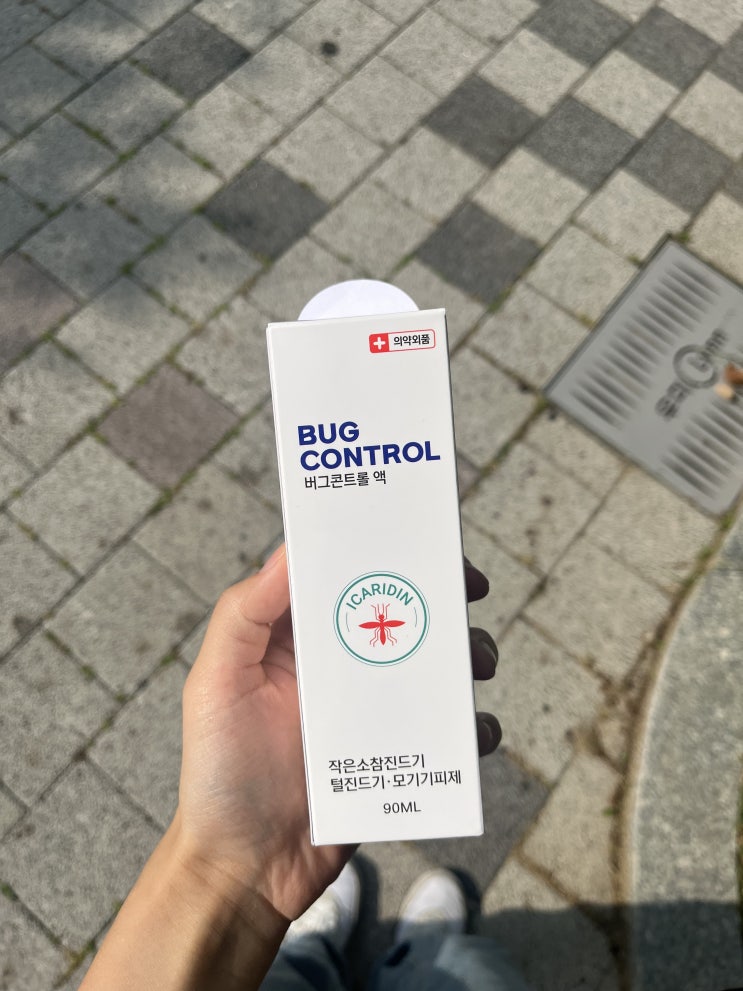 의약외품
BUG
CONTROL
버그콘트롤 액
ICARIDIN
작은소참진드기
털진드기·모기기피제
90ML